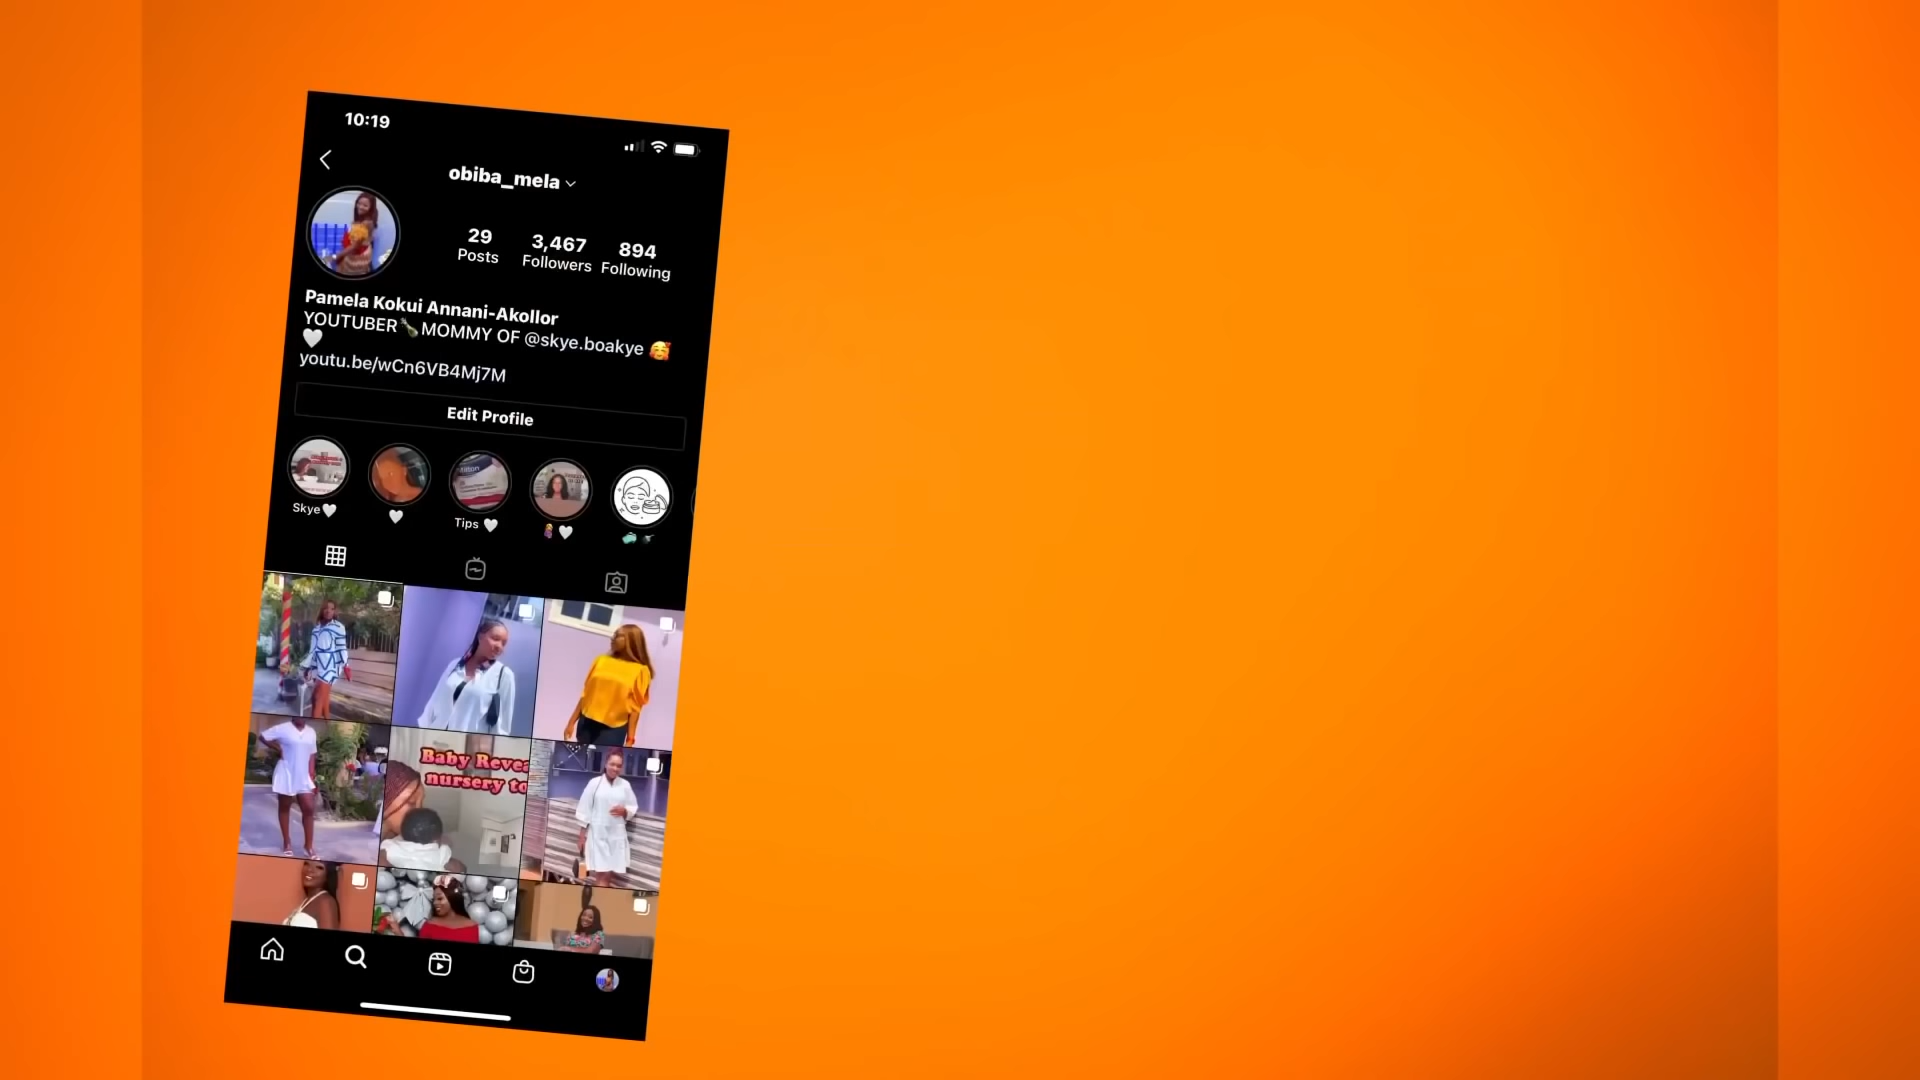 10:19
obiba_mela
29
Posts
3,467
Followers
894
Following
Pamela Kokui Annani-Akollor
YOUTUBER🍾MOMMY OF @skye.boakye 🥰
🤍
youtu.be/wCn6VB4Mj7M
Edit Profile
Skye🤍
🤍
Tips 🤍
🤍
Baby Revea
nursery to